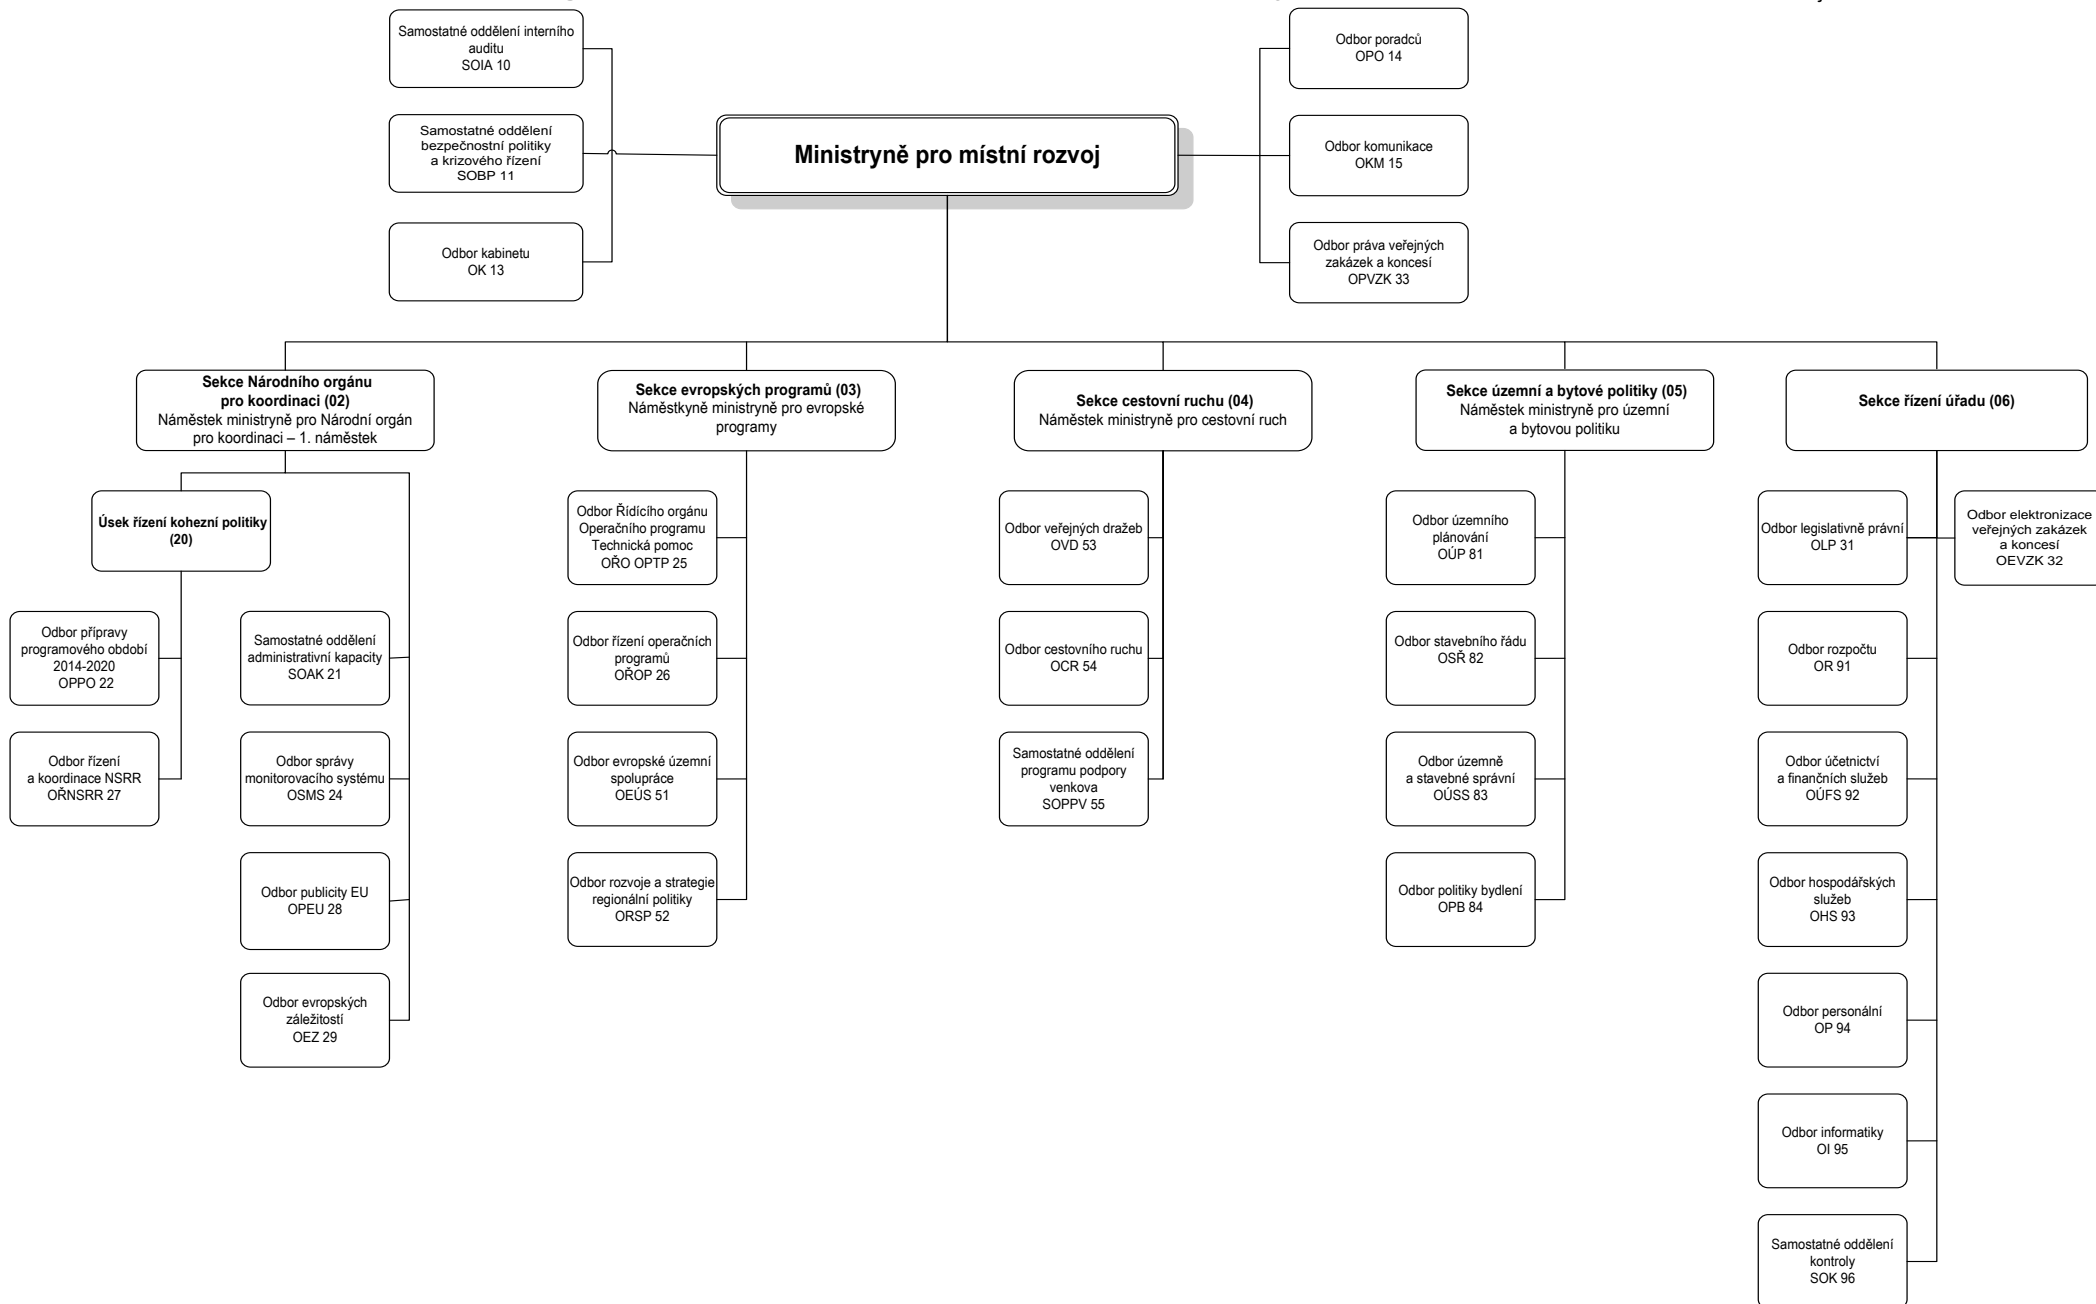 Samostatné oddělení interního
auditu
SOIA 10
Odbor poradců
OPO 14
Samostatné oddělení
bezpečnostní politiky
a krizového řízení
SOBP 11
Ministryně pro místní rozvoj
Odbor komunikace
OKM 15
Odbor kabinetu
OK 13
Odbor práva veřejných
zakázek a koncesí
OPVZK 33
Sekce Národního orgánu
pro koordinaci (02)
Náměstek ministryně pro Národní orgán
pro koordinaci – 1. náměstek
Sekce evropských programů (03)
Náměstkyně ministryně pro evropské
programy
Sekce cestovní ruchu (04)
Náměstek ministryně pro cestovní ruch
Sekce územní a bytové politiky (05)
Náměstek ministryně pro územní
a bytovou politiku
Sekce řízení úřadu (06)
Úsek řízení kohezní politiky
(20)
Odbor Řídícího orgánu
Operačního programu
Technická pomoc
OŘO OPTP 25
Odbor veřejných dražeb
OVD 53
Odbor územního
plánování
OÚP 81
Odbor legislativně právní
OLP 31
Odbor elektronizace
veřejných zakázek
a koncesí
OEVZK 32
Odbor přípravy
programového období
2014-2020
OPPO 22
Samostatné oddělení
administrativní kapacity
SOAK 21
Odbor řízení operačních
programů
OŘOP 26
Odbor cestovního ruchu
OCR 54
Odbor stavebního řádu
OSŘ 82
Odbor rozpočtu
OR 91
Odbor řízení
a koordinace NSRR
OŘNSRR 27
Odbor správy
monitorovacího systému
OSMS 24
Odbor evropské územní
spolupráce
OEÚS 51
Samostatné oddělení
programu podpory
venkova
SOPPV 55
Odbor územně
a stavebné správní
OÚSS 83
Odbor účetnictví
a finančních služeb
OÚFS 92
Odbor publicity EU
OPEU 28
Odbor rozvoje a strategie
regionální politiky
ORSP 52
Odbor politiky bydlení
OPB 84
Odbor hospodářských
služeb
OHS 93
Odbor evropských
záležitostí
OEZ 29
Odbor personální
OP 94
Odbor informatiky
OI 95
Samostatné oddělení
kontroly
SOK 96